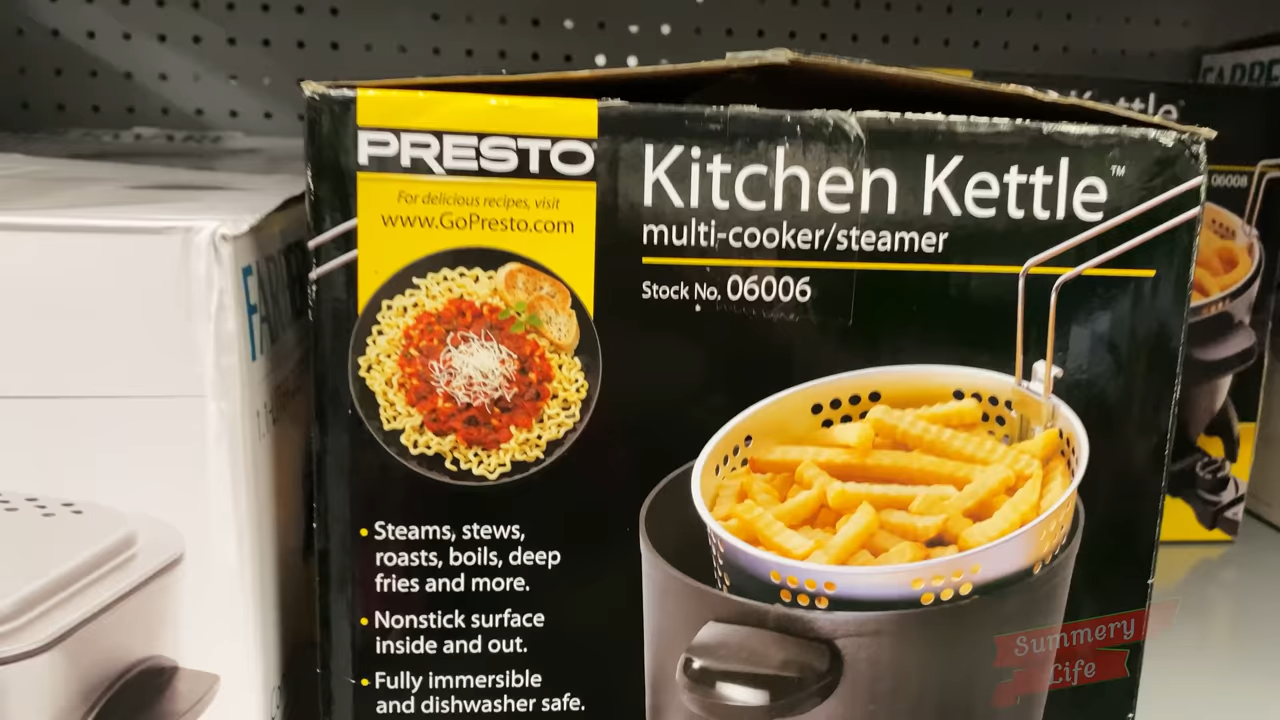 PRESTO
For delicious recipes, visit
www.GoPresto.com
Kitchen Kettle™
multi-cooker/steamer
Stock No. 06006
• Steams, stews,
roasts, boils, deep
fries and more.
• Nonstick surface
inside and out.
• Fully immersible
and dishwasher safe.
Kettle
06008
Summery
Life